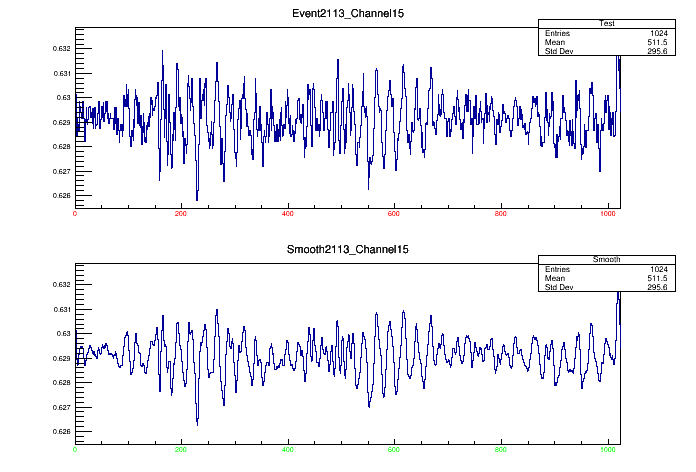 Event2113_Channel15
Test
Entries 1024
Mean 511.5
Std Dev 295.6
0.632
0.631
0.63
0.629
0.628
0.627
0.626
0 200 400 600 800 1000
Smooth2113_Channel15
Smooth
Entries 1024
Mean 511.5
Std Dev 295.6
0.632
0.631
0.63
0.629
0.628
0.627
0.626
0 200 400 600 800 1000